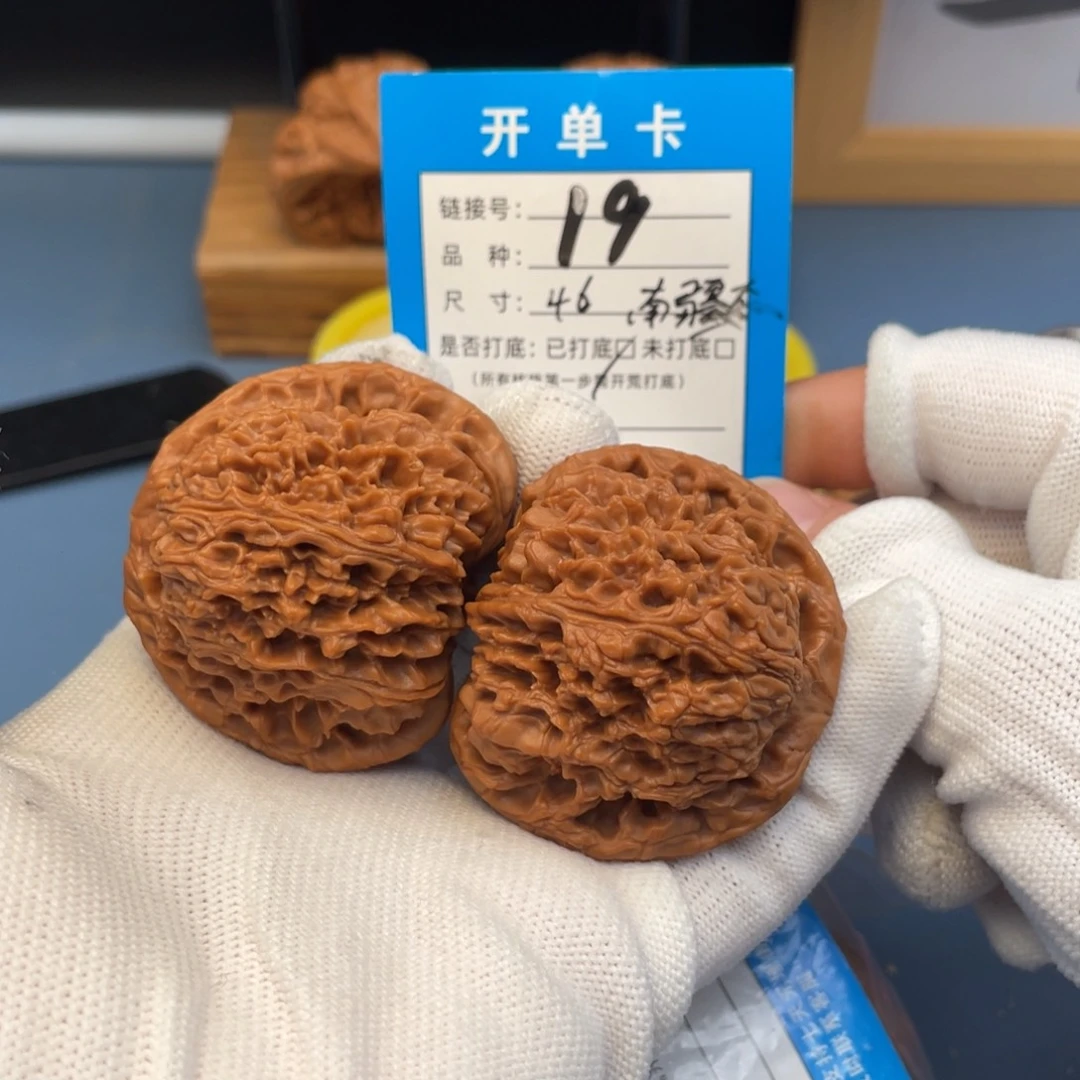 开单卡
链接号: 19
品 种:
尺 寸: 46 南疆
是否打底: 已打底□ 未打底□
(所有核桃第一步需开荒打底)